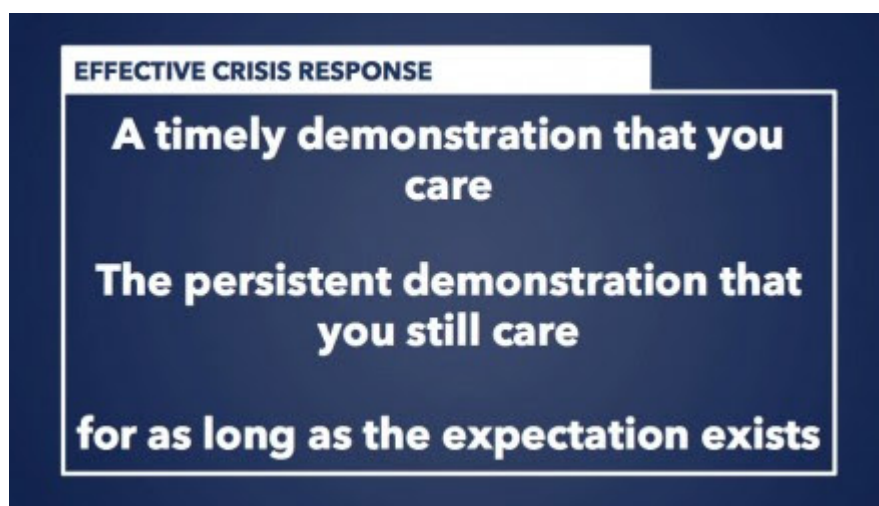 EFFECTIVE CRISIS RESPONSE
A timely demonstration that you
care
The persistent demonstration that
you still care
for as long as the expectation exists